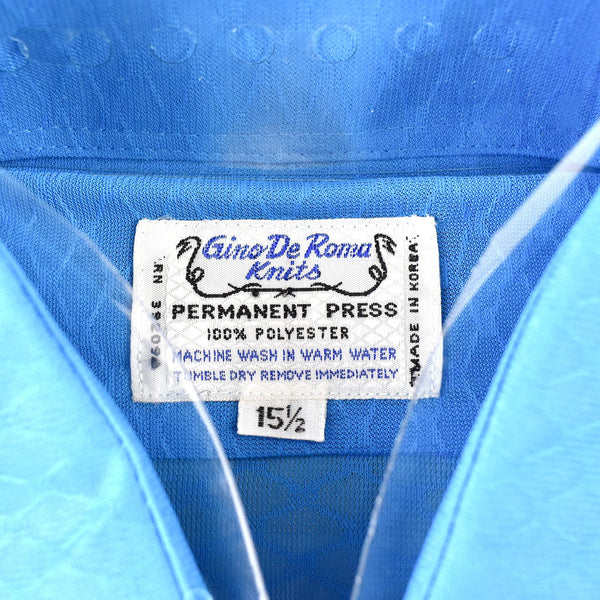 Gino De Roma
Knits
PERMANENT PRESS
100% POLYESTER
MACHINE WASH IN WARM WATER
TUMBLE DRY REMOVE IMMEDIATELY
RN
MADE IN KOREA
15½